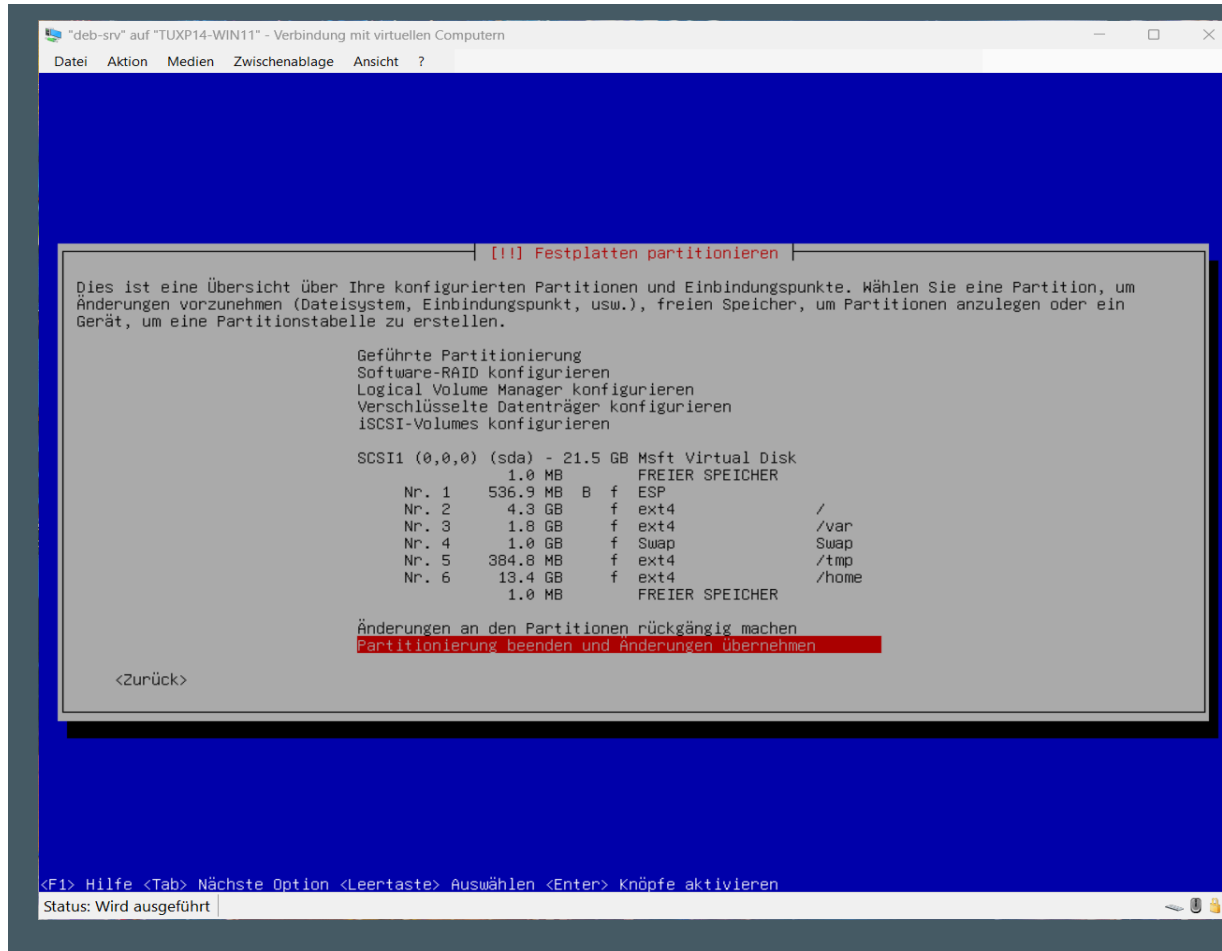 "deb-srv" auf "TUXP14-WIN11" - Verbindung mit virtuellen Computern
Datei Aktion Medien Zwischenablage Ansicht ?
[!!] Festplatten partitionieren
Dies ist eine Übersicht über Ihre konfigurierten Partitionen und Einbindungspunkte. Wählen Sie eine Partition, um
Änderungen vorzunehmen (Dateisystem, Einbindungspunkt, usw.), freien Speicher, um Partitionen anzulegen oder ein
Gerät, um eine Partitionstabelle zu erstellen.
Geführte Partitionierung
Software-RAID konfigurieren
Logical Volume Manager konfigurieren
Verschlüsselte Datenträger konfigurieren
iSCSI-Volumes konfigurieren
SCSI1 (0,0,0) (sda) - 21.5 GB Msft Virtual Disk
1.0 MB FREIER SPEICHER
Nr. 1 536.9 MB B f ESP
Nr. 2 4.3 GB f ext4 /
Nr. 3 1.8 GB f ext4 /var
Nr. 4 1.0 GB f Swap Swap
Nr. 5 384.8 MB f ext4 /tmp
Nr. 6 13.4 GB f ext4 /home
1.0 MB FREIER SPEICHER
Änderungen an den Partitionen rückgängig machen
Partitionierung beenden und Änderungen übernehmen
<Zurück>
<F1> Hilfe <Tab> Nächste Option <Leertaste> Auswählen <Enter> Knöpfe aktivieren
Status: Wird ausgeführt